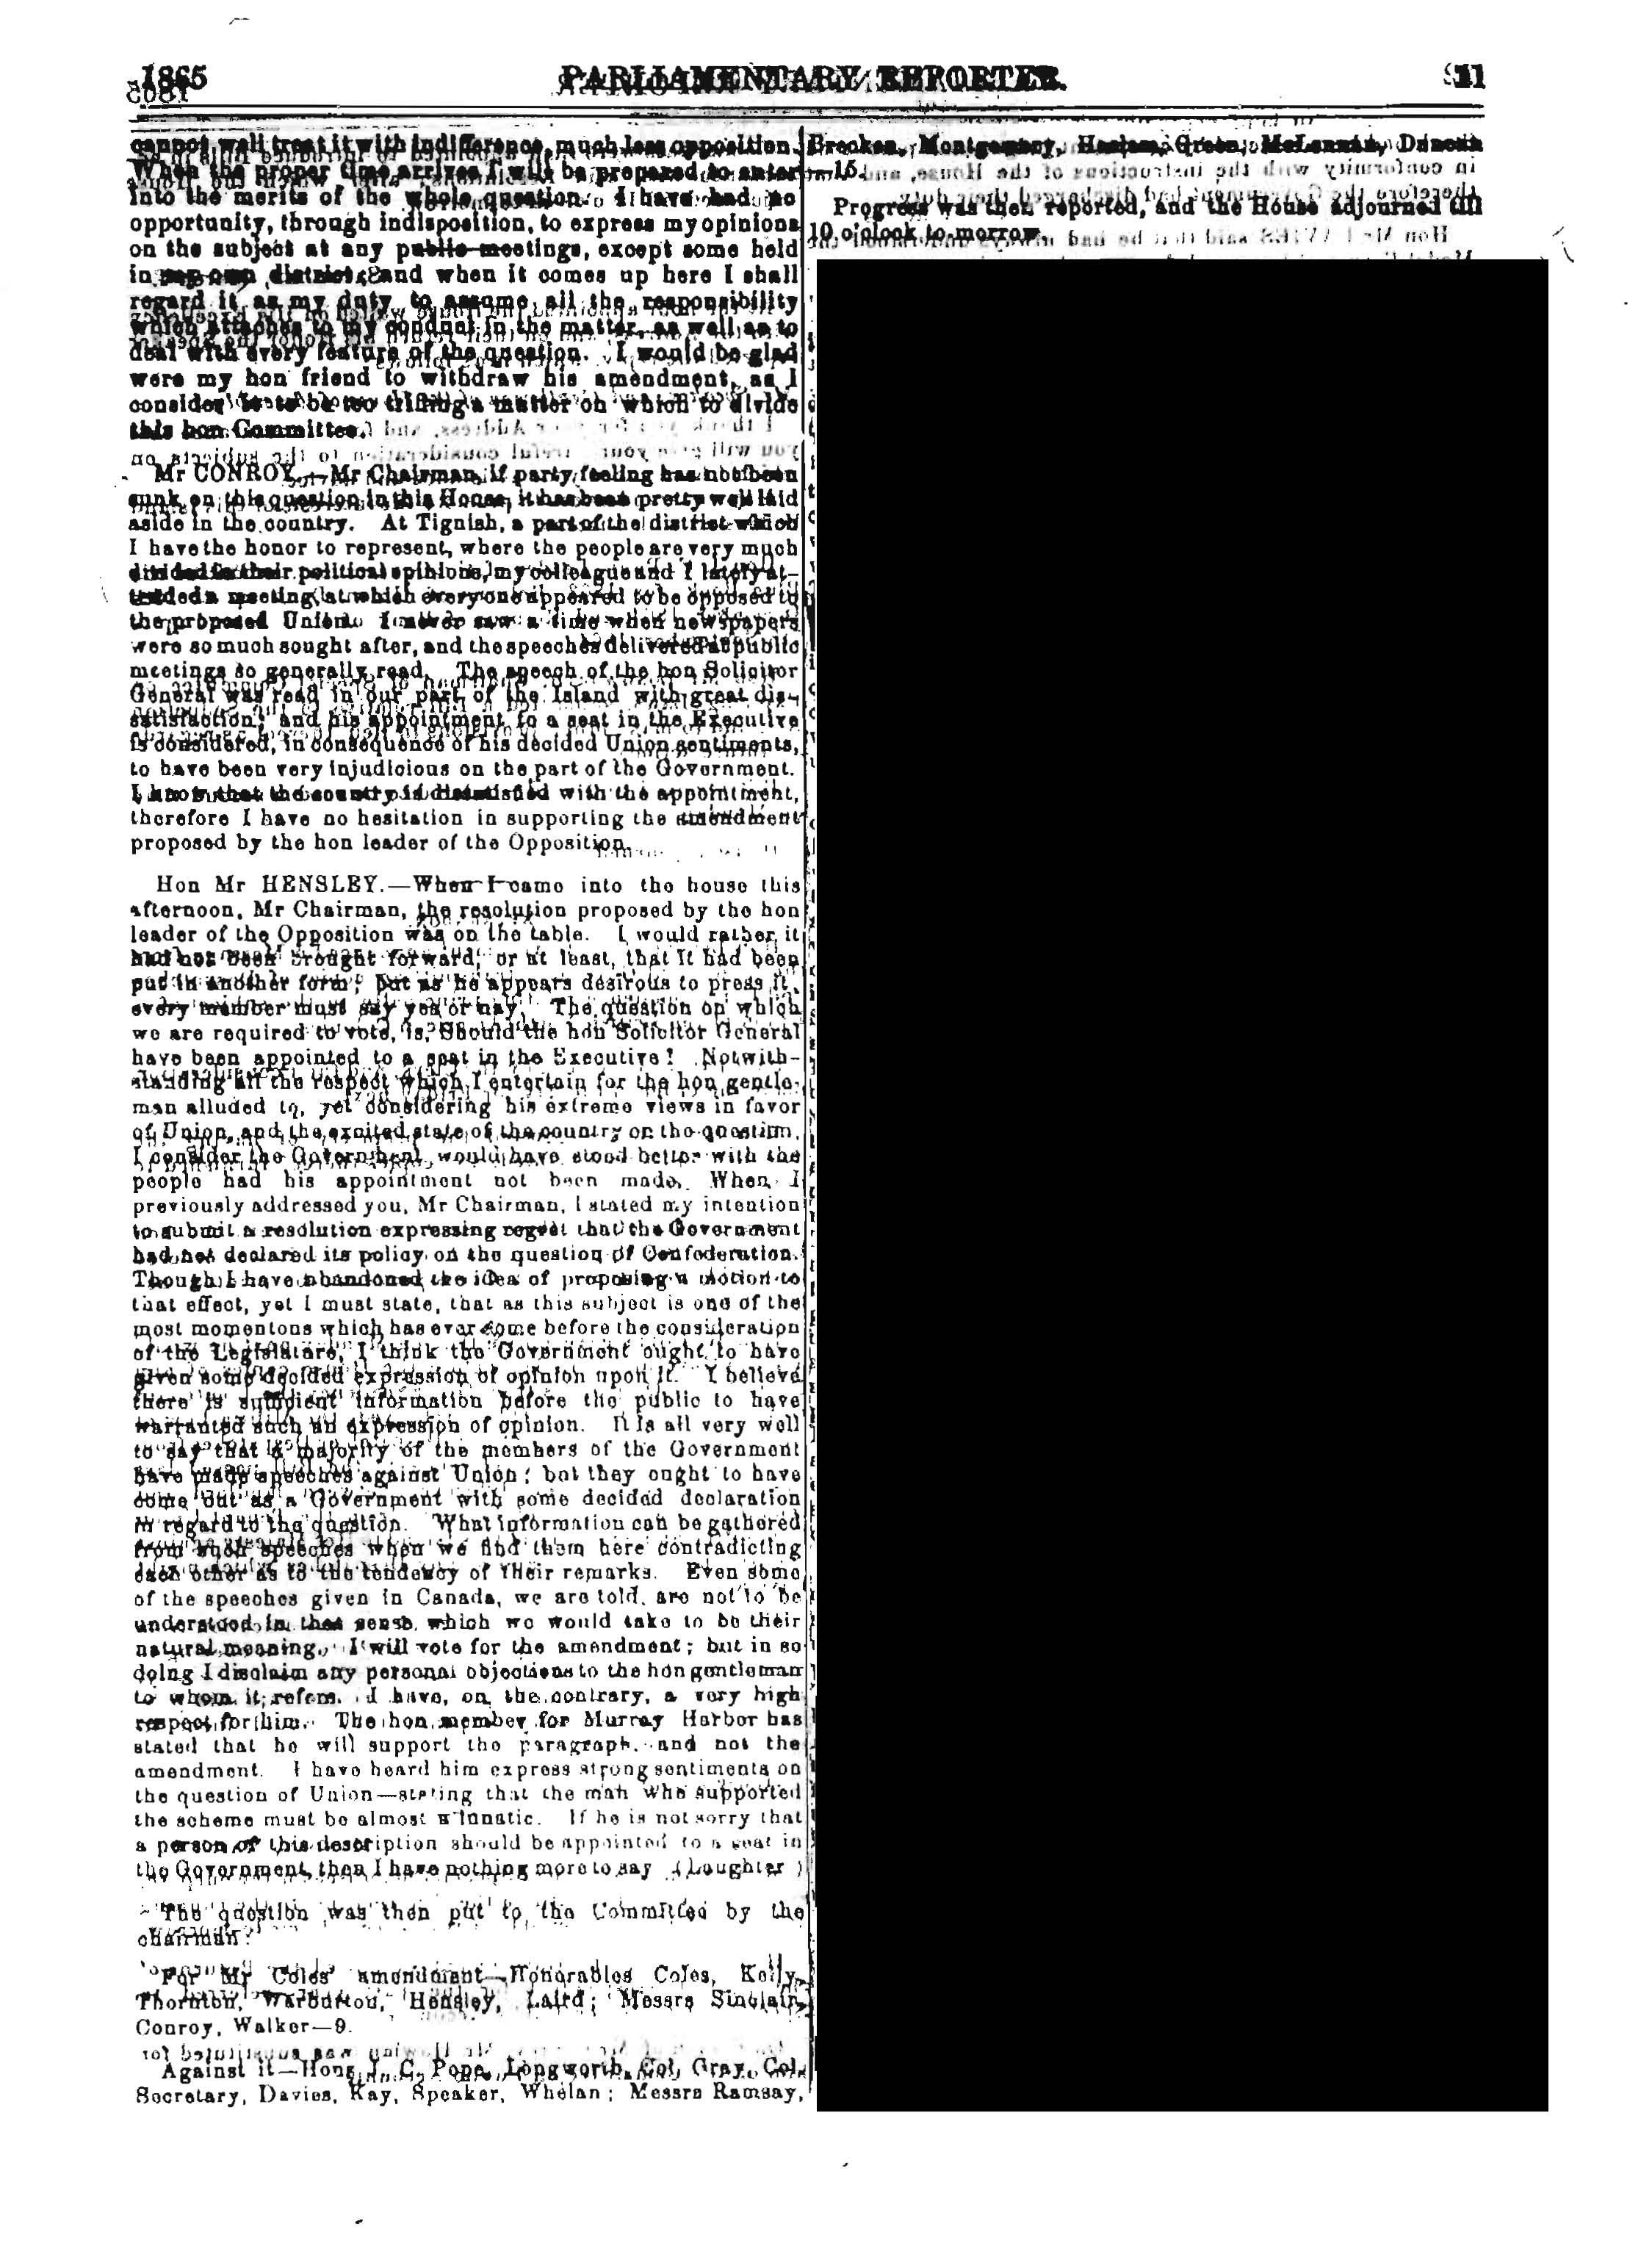 1865 PARLIAMENTARY REPORTER. 11
cannot well treat it with indifference, much less opposition.
When the proper time arrives, I will be prepared to enter
into the merits of the whole question. I have had no
opportunity, through indisposition, to express my opinions
on the subject at any public meetings, except some held
in my own district, and when it comes up here I shall
regard it as my duty to assume all the responsibility
which attaches to my conduct in the matter, as well as to
deal with every feature of the question. I would be glad
were my hon friend to withdraw his amendment, as I
consider it to be too trifling a matter on which to divide
this hon Committee.
Mr CONROY.—Mr Chairman, if party feeling has not been
sunk on this question in this House, it has been pretty well laid
aside in the country. At Tignish, a part of the district which
I have the honor to represent, where the people are very much
divided in their political opinions, my colleague and I lately at-
tended a meeting, at which everyone appeared to be opposed to
the proposed Union. I never saw a time when newspapers
were so much sought after, and the speeches delivered at public
meetings so generally read. The speech of the hon Solicitor
General was read in our part of the Island with great dis-
satisfaction; and his appointment to a seat in the Executive
is considered, in consequence of his decided Union sentiments,
to have been very injudicious on the part of the Government.
I know that the country is dissatisfied with the appointment,
therefore I have no hesitation in supporting the amendment
proposed by the hon leader of the Opposition.
Hon Mr HENSLEY.—When I came into the house this
afternoon, Mr Chairman, the resolution proposed by the hon
leader of the Opposition was on the table. I would rather it
had not been brought forward, or at least, that it had been
put in another form; but as he appears desirous to press it,
every member must say yea or nay. The question on which
we are required to vote, is, Should the hon Solicitor General
have been appointed to a seat in the Executive? Notwith-
standing all the respect which I entertain for the hon gentle-
man alluded to, yet considering his extreme views in favor
of Union, and the excited state of the country on the question,
I consider the Government would have stood better with the
people had his appointment not been made. When I
previously addressed you, Mr Chairman, I stated my intention
to submit a resolution expressing regret that the Government
had not declared its policy on the question of Confederation.
Though I have abandoned the idea of proposing a motion to
that effect, yet I must state, that as this subject is one of the
most momentons which has ever come before the consideration
of the Legislature, I think the Government ought to have
given some decided expression of opinion upon it. I believe
there is sufficient information before the public to have
warranted such an expression of opinion. It is all very well
to say that a majority of the members of the Government
have made speeches against Union; but they ought to have
come out as a Government with some decided declaration
in regard to the question. What information can be gathered
from such speeches when we find them here contradicting
each other as to the tendency of their remarks. Even some
of the speeches given in Canada, we are told, are not to be
understood in that sense which we would take to be their
natural meaning. I will vote for the amendment; but in so
doing I disclaim any personal objections to the hon gentleman
to whom it refers. I have, on the contrary, a very high
respect for him. The hon member for Murray Harbor has
stated that he will support the paragraph, and not the
amendment. I have heard him express strong sentiments on
the question of Union—stating that the man who supported
the scheme must be almost a lunatic. If he is not sorry that
a person of this description should be appointed to a seat in
the Government, then I have nothing more to say (Laughter)
The question was then put to the Committee by the
chairman:
For Mr Coles' amendment—Honorables Coles, Kelly,
Thornton, Warburton, Hensley, Laird; Messrs Sinclair,
Conroy, Walker—9.
Against it—Hons J. C. Pope, Longworth, Col. Gray, Col.
Secretary, Davies, Kay, Speaker, Whelan; Messrs Ramsay,
Brecken, Montgomery, Haslam, Green, McLennan, Duncan
—15.
Progress was then reported, and the House adjourned till
10 o'clock to-morrow.